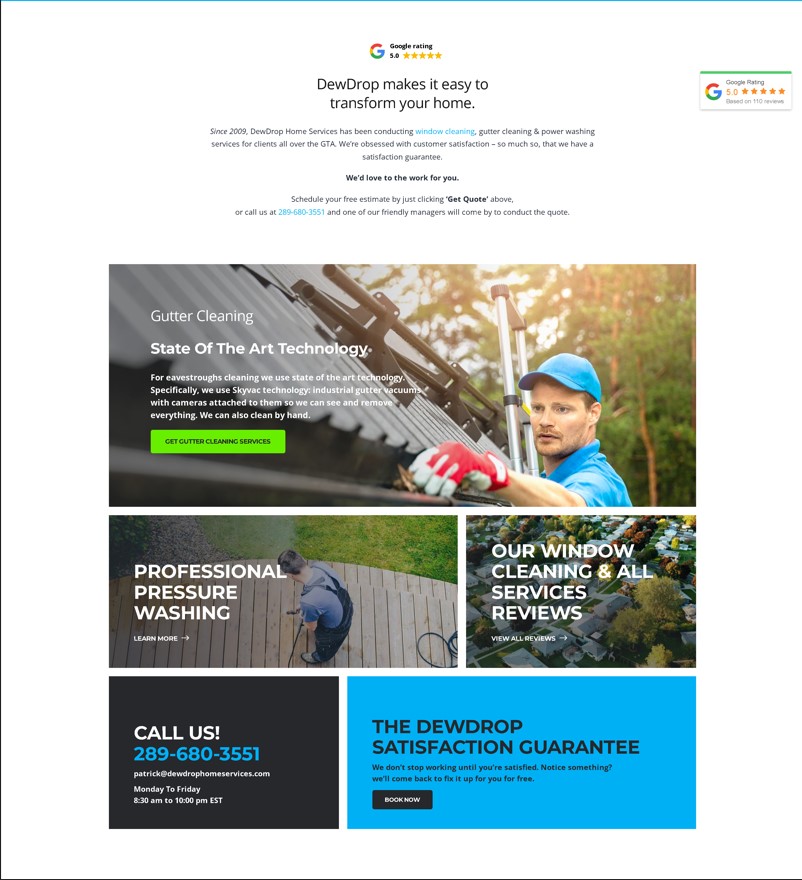 Google rating
5.0
DewDrop makes it easy to
transform your home.
Google Rating
5.0
Based on 110 reviews
Since 2009, DewDrop Home Services has been conducting window cleaning, gutter cleaning & power washing
services for clients all over the GTA. We're obsessed with customer satisfaction – so much so, that we have a
satisfaction guarantee.
We'd love to the work for you.
Schedule your free estimate by just clicking 'Get Quote' above,
or call us at 289-680-3551 and one of our friendly managers will come by to conduct the quote.
Gutter Cleaning
State Of The Art Technology
For eavestroughs cleaning we use state of the art technology.
Specifically, we use Skyvac technology: industrial gutter vacuums
with cameras attached to them so we can see and remove
everything. We can also clean by hand.
GET GUTTER CLEANING SERVICES
PROFESSIONAL
PRESSURE
WASHING
LEARN MORE →
OUR WINDOW
CLEANING & ALL
SERVICES
REVIEWS
VIEW ALL REVIEWS →
CALL US!
289-680-3551
patrick@dewdrophomeservices.com
Monday To Friday
8:30 am to 10:00 pm EST
THE DEWDROP
SATISFACTION GUARANTEE
We don't stop working until you're satisfied. Notice something?
we'll come back to fix it up for you for free.
BOOK NOW